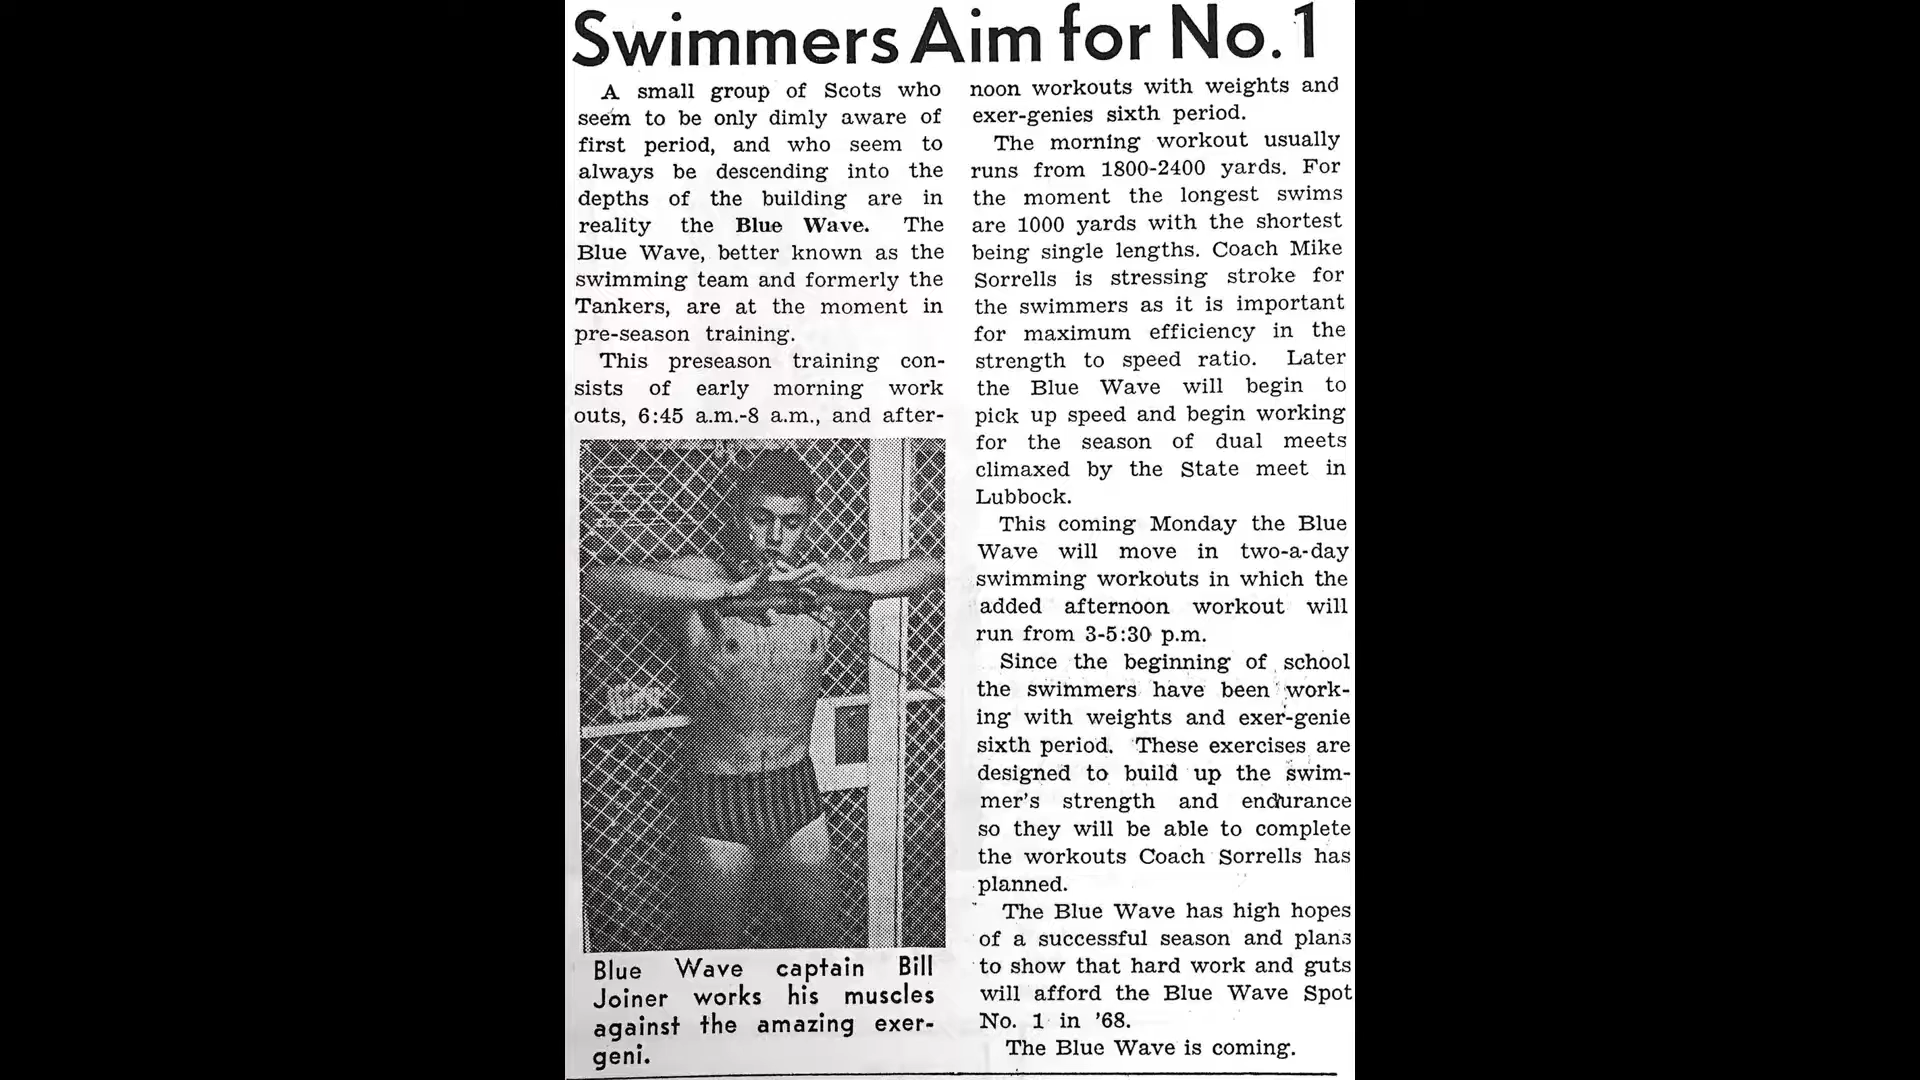 Swimmers Aim for No. 1
A small group of Scots who
seem to be only dimly aware of
first period, and who seem to
always be descending into the
depths of the building are in
reality the Blue Wave. The
Blue Wave, better known as the
swimming team and formerly the
Tankers, are at the moment in
pre-season training.
This preseason training con-
sists of early morning work
outs, 6:45 a.m.-8 a.m., and after-
Blue Wave captain Bill
Joiner works his muscles
against the amazing exer-
geni.
noon workouts with weights and
exer-genies sixth period.
The morning workout usually
runs from 1800-2400 yards. For
the moment the longest swims
are 1000 yards with the shortest
being single lengths. Coach Mike
Sorrells is stressing stroke for
the swimmers as it is important
for maximum efficiency in the
strength to speed ratio. Later
the Blue Wave will begin to
pick up speed and begin working
for the season of dual meets
climaxed by the State meet in
Lubbock.
This coming Monday the Blue
Wave will move in two-a-day
swimming workouts in which the
added afternoon workout will
run from 3-5:30 p.m.
Since the beginning of school
the swimmers have been work-
ing with weights and exer-genie
sixth period. These exercises are
designed to build up the swim-
mer's strength and endurance
so they will be able to complete
the workouts Coach Sorrells has
planned.
The Blue Wave has high hopes
of a successful season and plans
to show that hard work and guts
will afford the Blue Wave Spot
No. 1 in '68.
The Blue Wave is coming.